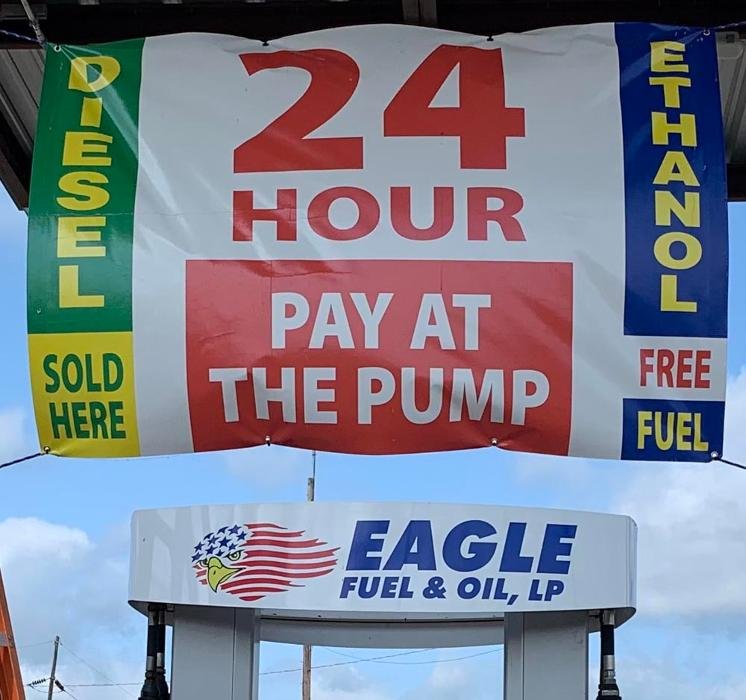 DIESEL
SOLD
HERE
24
HOUR
PAY AT
THE PUMP
ETHANOL
FREE
FUEL
EAGLE
FUEL & OIL, LP